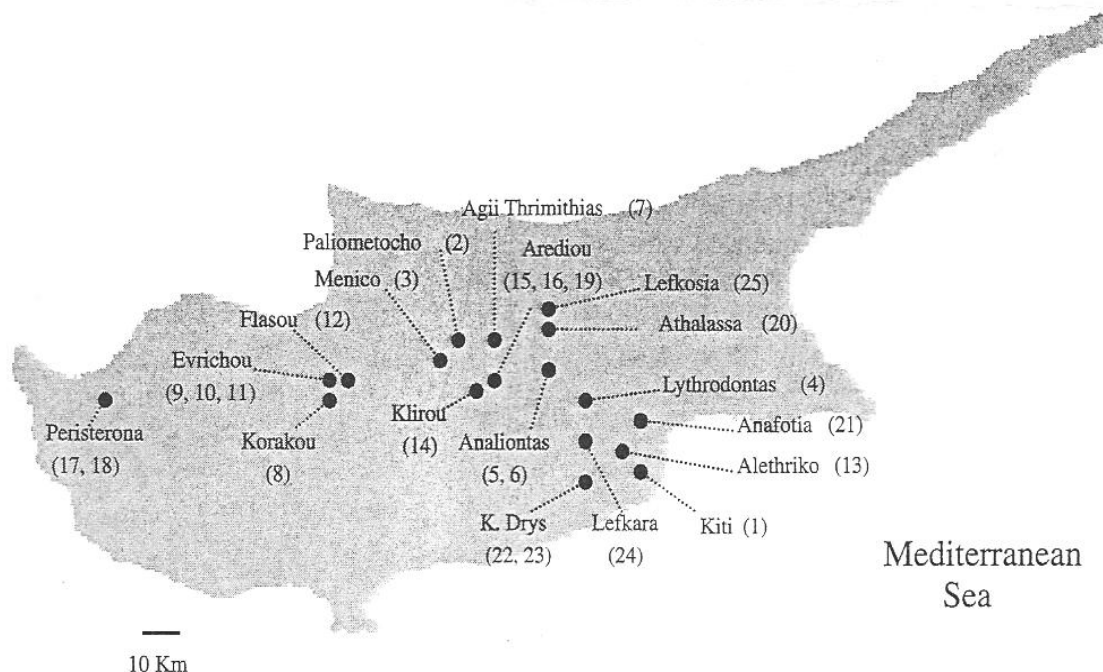 Agii Thrimithias (7)
Paliometocho (2)
Arediou
(15, 16, 19)
Menico (3)
Lefkosia (25)
Flasou (12)
Athalassa (20)
Evrichou
(9, 10, 11)
Lythrodontas (4)
Klirou
(14)
Peristerona
(17, 18)
Korakou
(8)
Analiontas
(5, 6)
Anafotia (21)
Alethriko (13)
K. Drys
(22, 23)
Lefkara
(24)
Kiti (1)
Mediterranean
Sea
10 Km